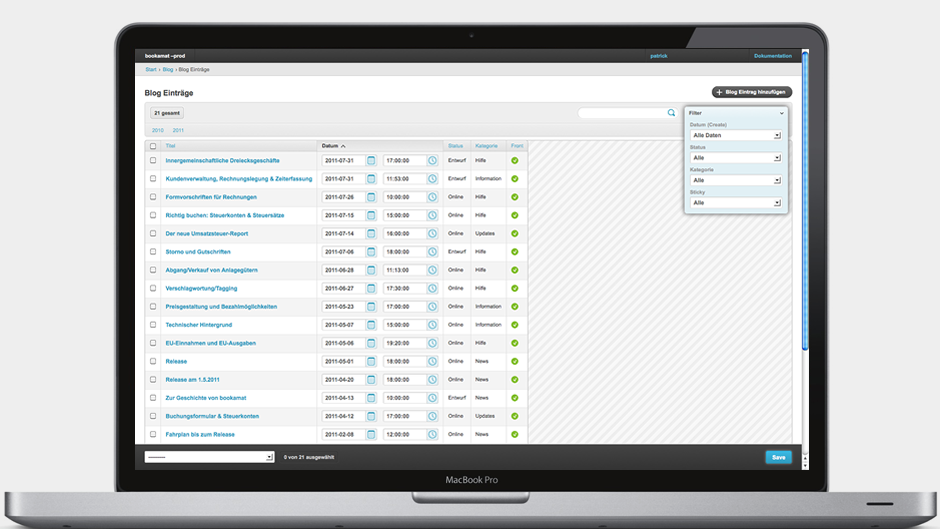 bookamat –prod
patrick
Dokumentation
Start › Blog › Blog Einträge
Blog Einträge
+ Blog Eintrag hinzufügen
21 gesamt
2010 2011
Filter
Datum (Create)
Alle Daten
Status
Alle
Kategorie
Alle
Sticky
Alle
Titel Datum Status Kategorie Front
Innergemeinschaftliche Dreiecksgeschäfte 2011-07-31 17:00:00 Entwurf Hilfe
Kundenverwaltung, Rechnungslegung & Zeiterfassung 2011-07-31 11:53:00 Entwurf Information
Formvorschriften für Rechnungen 2011-07-26 10:00:00 Online Hilfe
Richtig buchen: Steuerkonten & Steuersätze 2011-07-15 15:00:00 Online Hilfe
Der neue Umsatzsteuer-Report 2011-07-14 16:00:00 Online Updates
Storno und Gutschriften 2011-07-06 18:00:00 Entwurf Hilfe
Abgang/Verkauf von Anlagegütern 2011-06-28 11:13:00 Online Hilfe
Verschlagwortung/Tagging 2011-06-27 17:30:00 Online Hilfe
Preisgestaltung und Bezahlmöglichkeiten 2011-05-23 17:00:00 Online Information
Technischer Hintergrund 2011-05-07 15:00:00 Online Information
EU-Einnahmen und EU-Ausgaben 2011-05-06 19:20:00 Online Hilfe
Release 2011-05-01 18:00:00 Online News
Release am 1.5.2011 2011-04-20 18:00:00 Online News
Zur Geschichte von bookamat 2011-04-13 10:00:00 Entwurf News
Buchungsformular & Steuerkonten 2011-04-12 17:00:00 Online Updates
Fahrplan bis zum Release 2011-02-08 12:00:00 Online News
---------
0 von 21 ausgewählt
Save
MacBook Pro